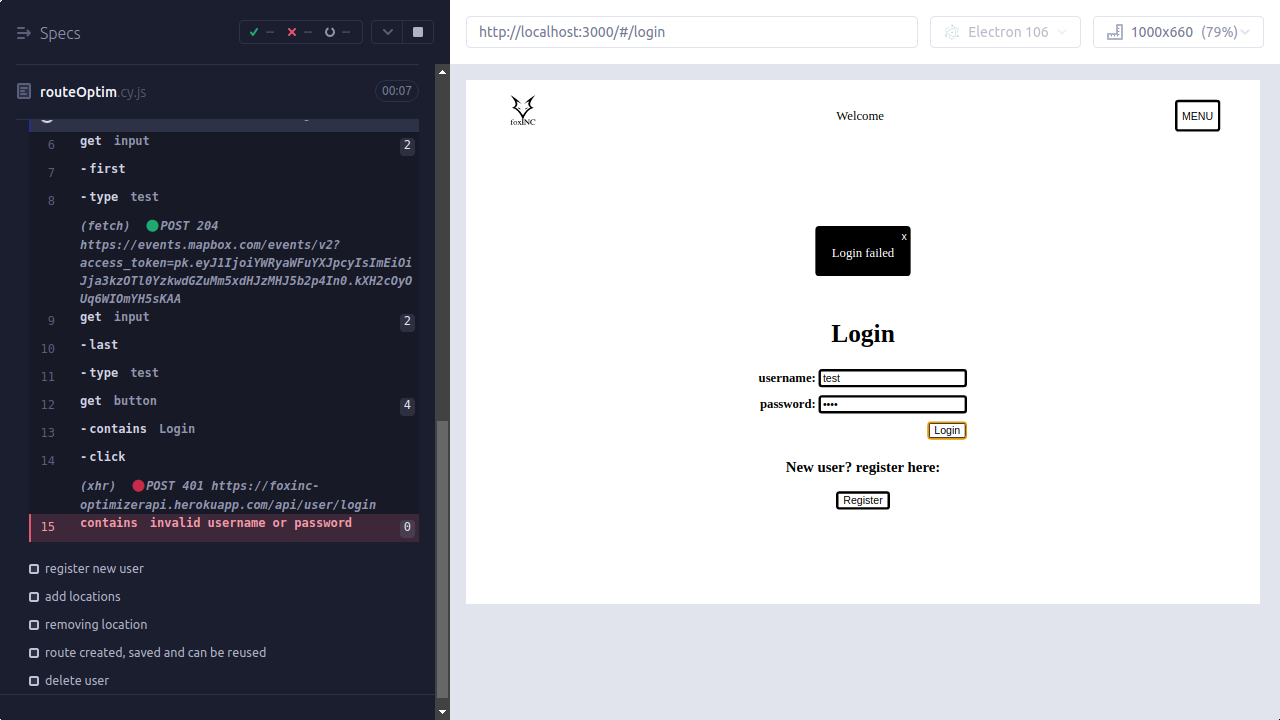 Specs
-- -- --
routeOptim.cy.js 00:07
6 get input 2
7 -first
8 -type test
(fetch) POST 204
https://events.mapbox.com/events/v2?
access_token=pk.eyJ1IjoiYWRyaWFuYXJpcyIsImEiOi
Jja3kzOTl0YzkwdGZuMm5xdHJzMHJ5b2p4In0.kXH2cOyO
Uq6WIOmYH5sKAA
9 get input 2
10 -last
11 -type test
12 get button 4
13 -contains Login
14 -click
(xhr) POST 401 https://foxinc-
optimizerapi.herokuapp.com/api/user/login
15 contains invalid username or password 0
register new user
add locations
removing location
route created, saved and can be reused
delete user
http://localhost:3000/#/login
Electron 106
1000x660 (79%)
foxINC
Welcome
MENU
x
Login failed
Login
username: test
password: ••••
Login
New user? register here:
Register